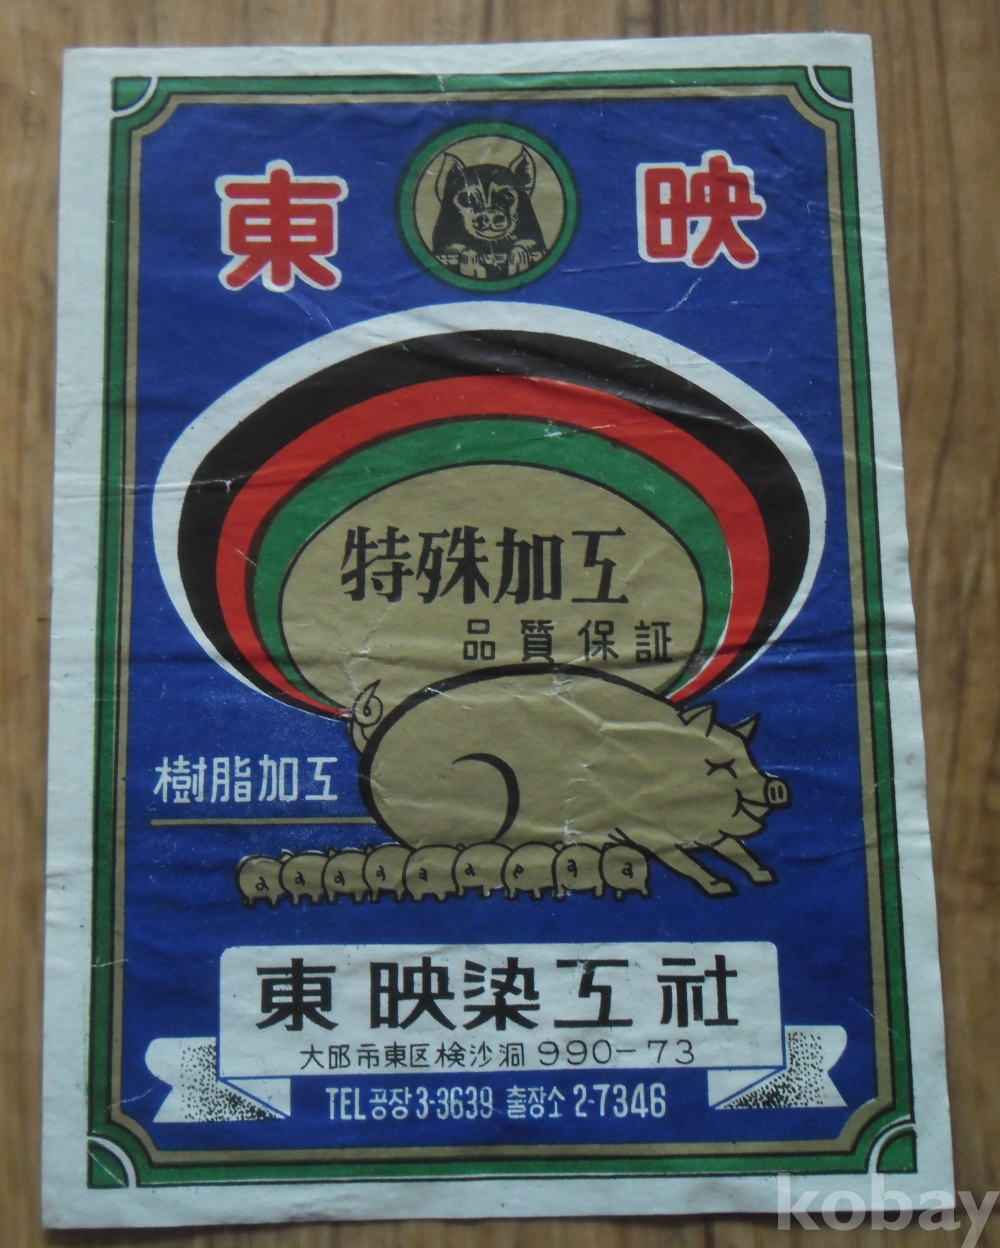 東 映
特殊加工
品質保証
樹脂加工
東映染工社
大邱市東区検沙洞 990-73
TEL 공장 3-3639 출장소 2-7346
kobay